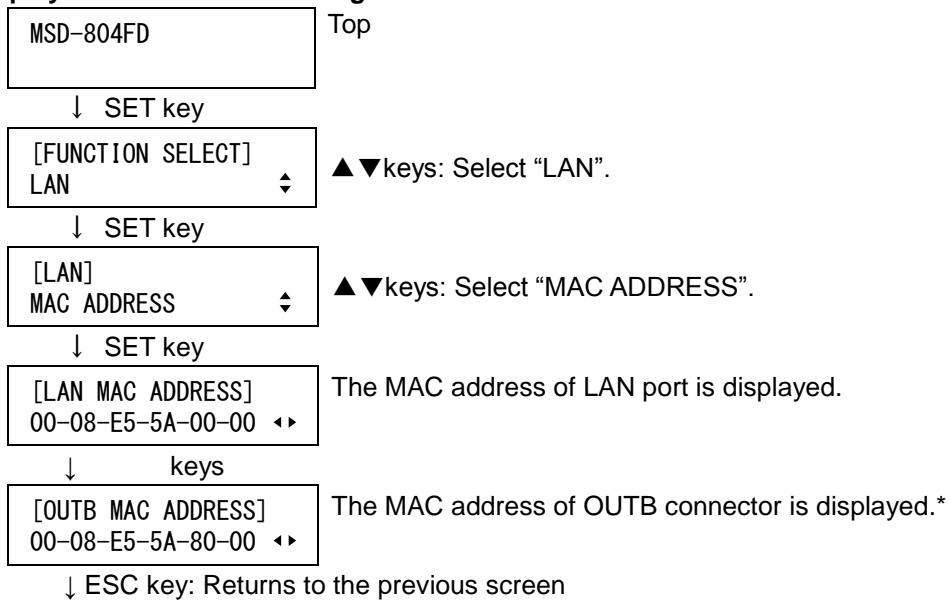 MSD-804FD
Top
↓ SET key
[FUNCTION SELECT]
LAN
▲▼keys: Select “LAN”.
↓ SET key
[LAN]
MAC ADDRESS
▲▼keys: Select “MAC ADDRESS”.
↓ SET key
[LAN MAC ADDRESS]
00-08-E5-5A-00-00
The MAC address of LAN port is displayed.
↓ keys
[OUTB MAC ADDRESS]
00-08-E5-5A-80-00
The MAC address of OUTB connector is displayed.*
↓ ESC key: Returns to the previous screen